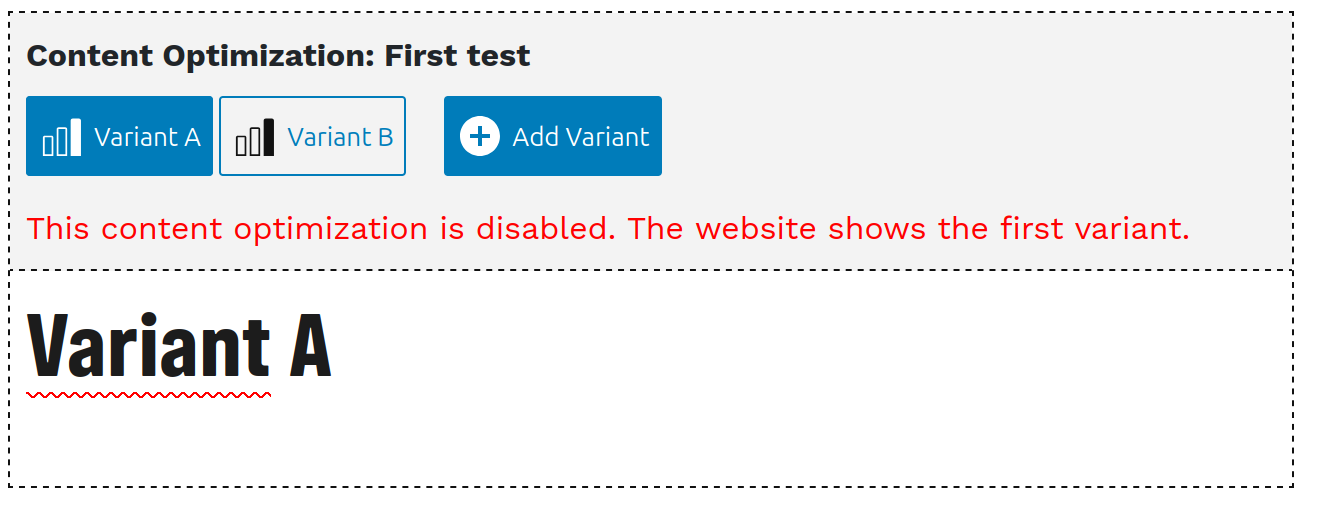 Content Optimization: First test
Variant A Variant B Add Variant
This content optimization is disabled. The website shows the first variant.
Variant A